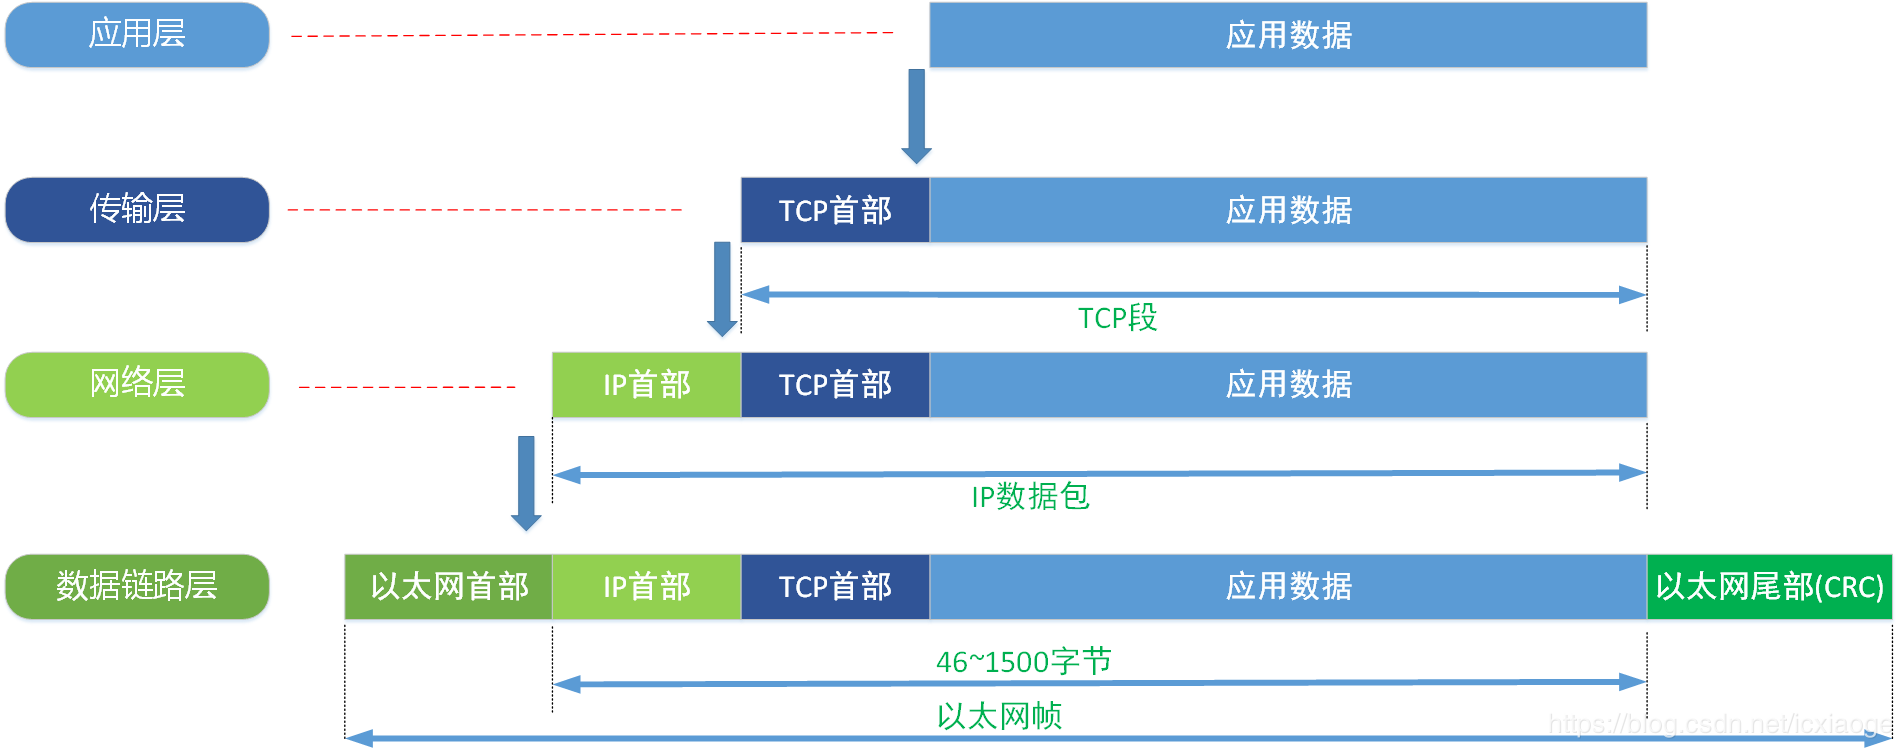 应用层
应用数据
传输层
TCP首部
应用数据
TCP段
网络层
IP首部
TCP首部
应用数据
IP数据包
数据链路层
以太网首部
IP首部
TCP首部
应用数据
以太网尾部(CRC)
46~1500字节
以太网帧
https://blog.csdn.net/icxiaoge